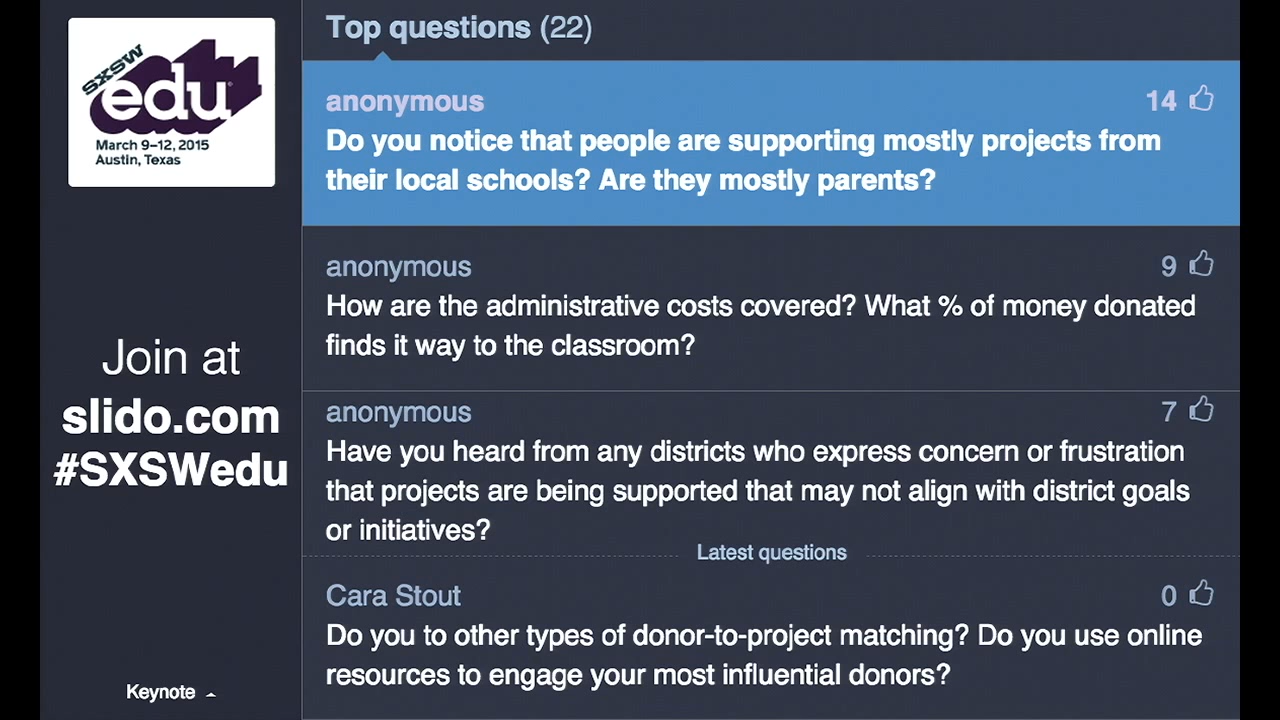 SXSW
edu
March 9–12, 2015
Austin, Texas
Join at
slido.com
#SXSWedu
Keynote
Top questions (22)
anonymous 14
Do you notice that people are supporting mostly projects from
their local schools? Are they mostly parents?
anonymous 9
How are the administrative costs covered? What % of money donated
finds it way to the classroom?
anonymous 7
Have you heard from any districts who express concern or frustration
that projects are being supported that may not align with district goals
or initiatives?
Latest questions
Cara Stout 0
Do you to other types of donor-to-project matching? Do you use online
resources to engage your most influential donors?